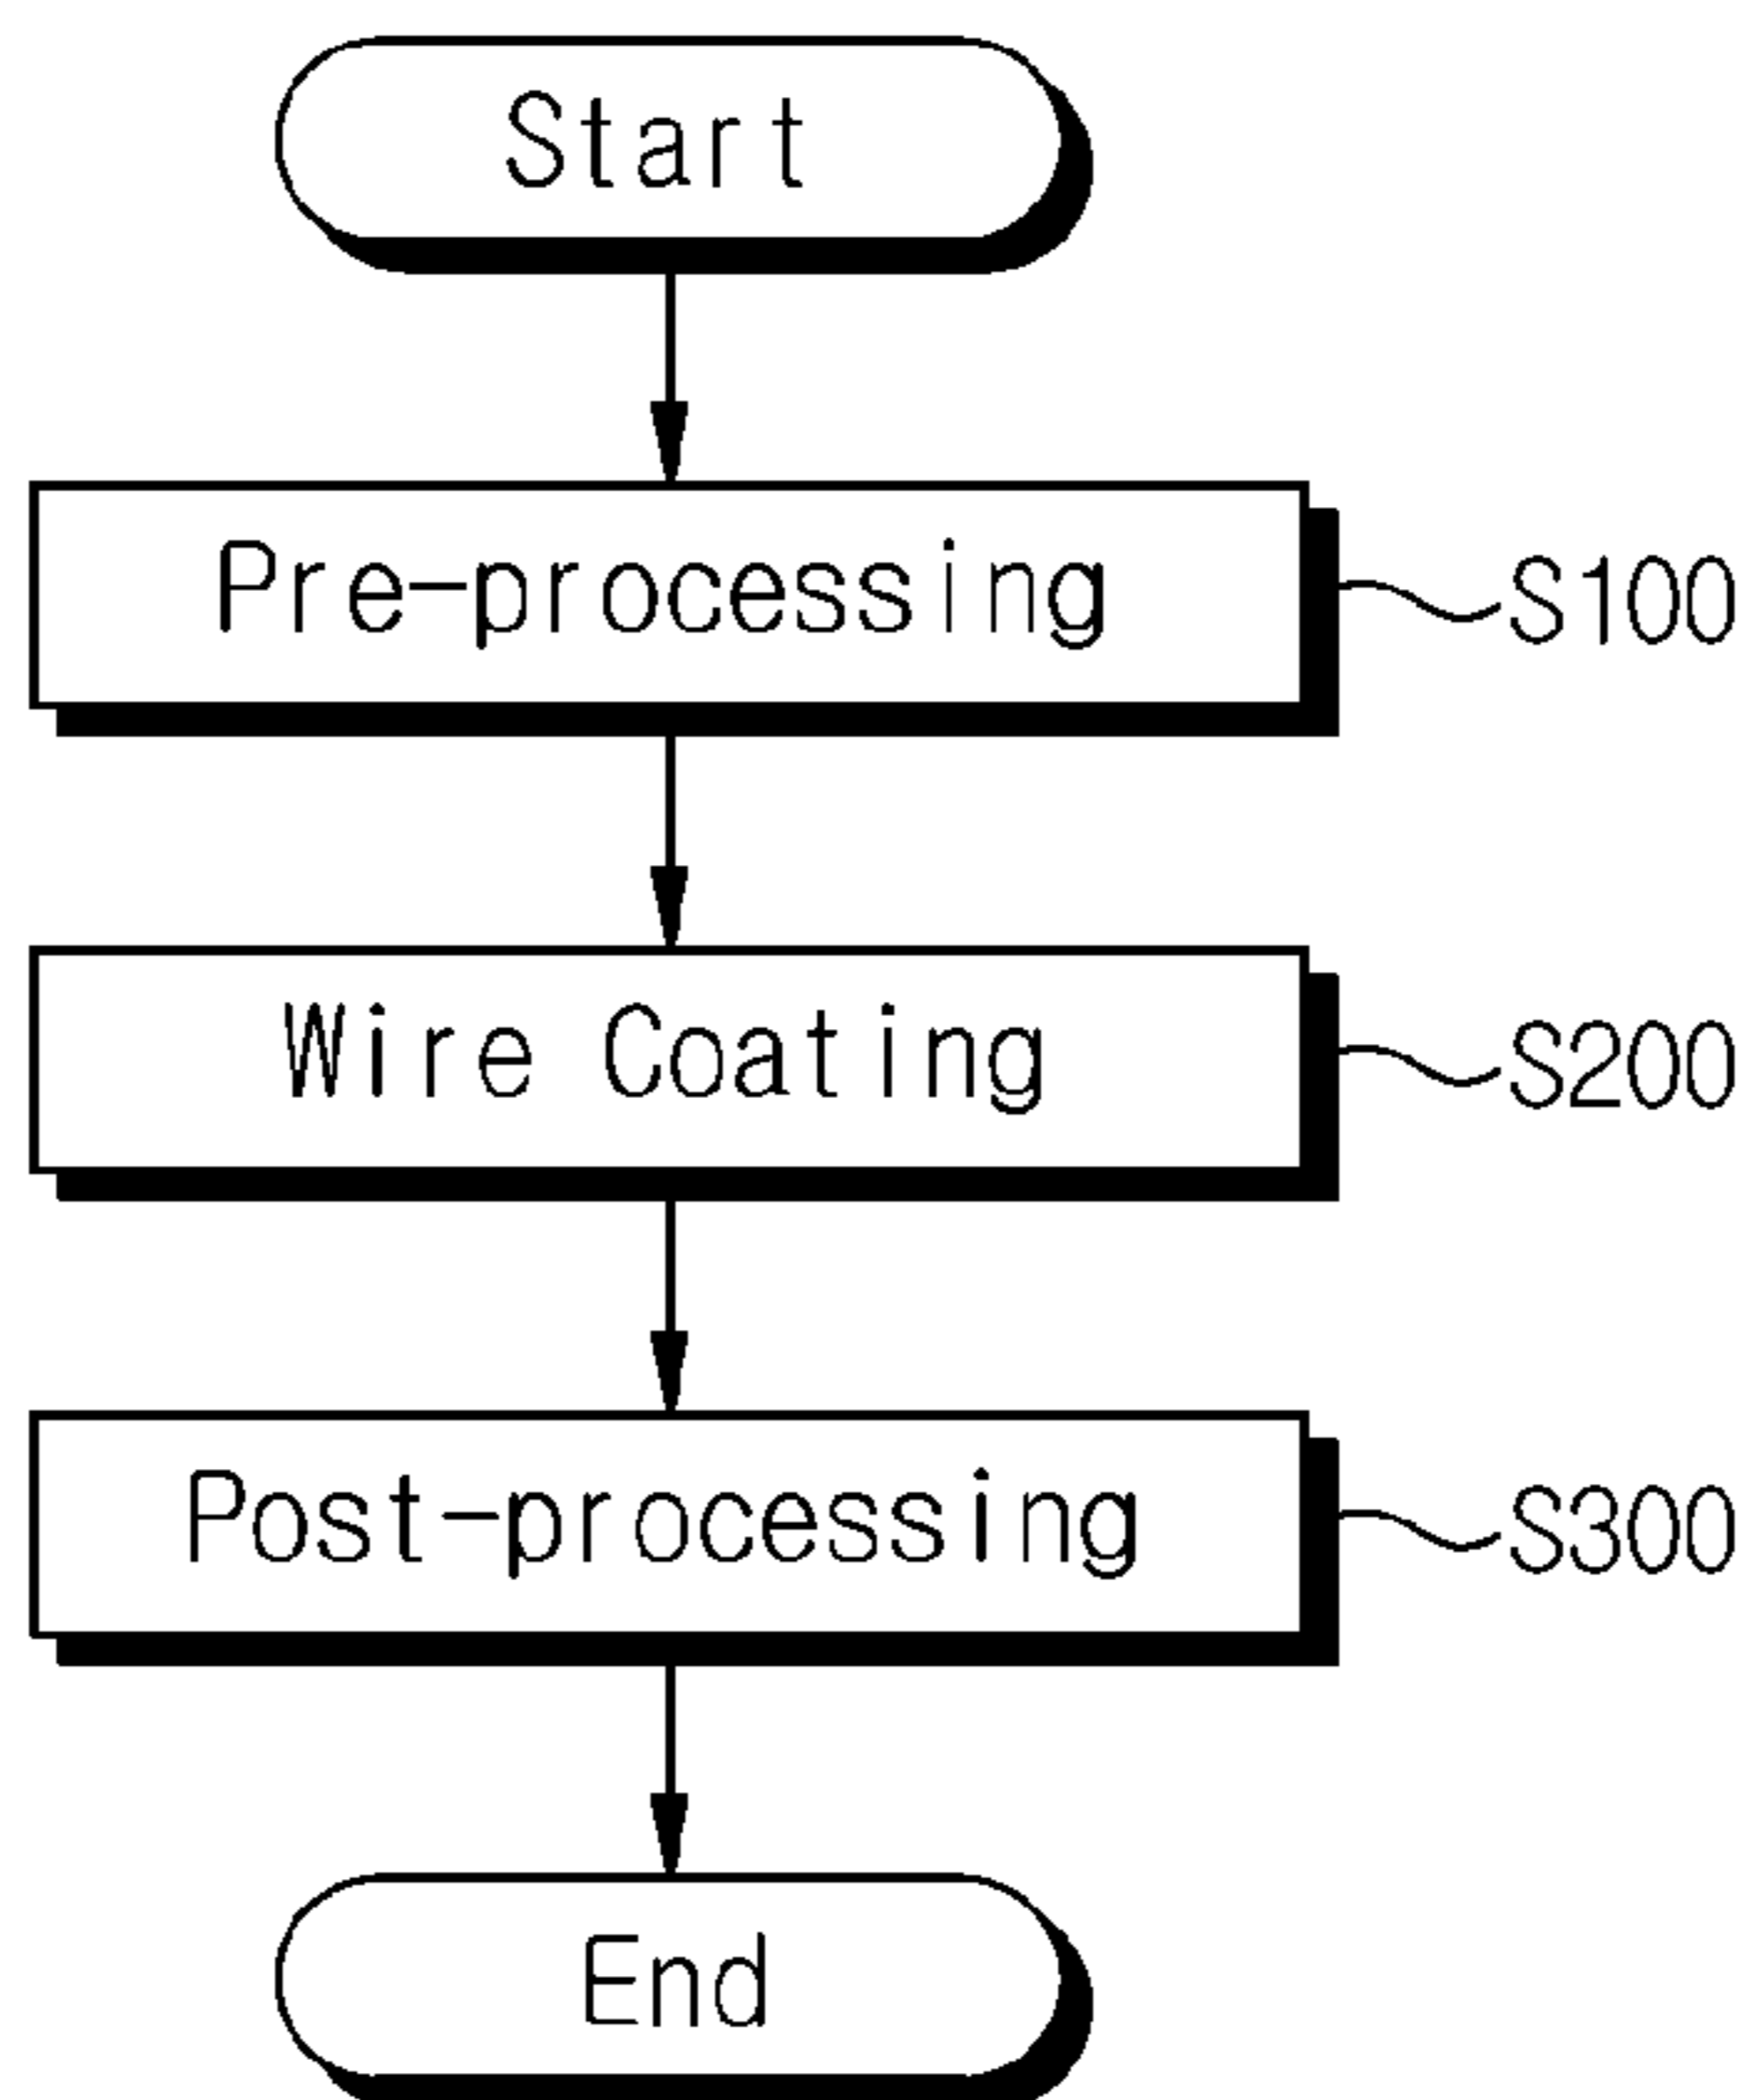 Start
Pre-processing
S100
Wire Coating
S200
Post-processing
S300
End